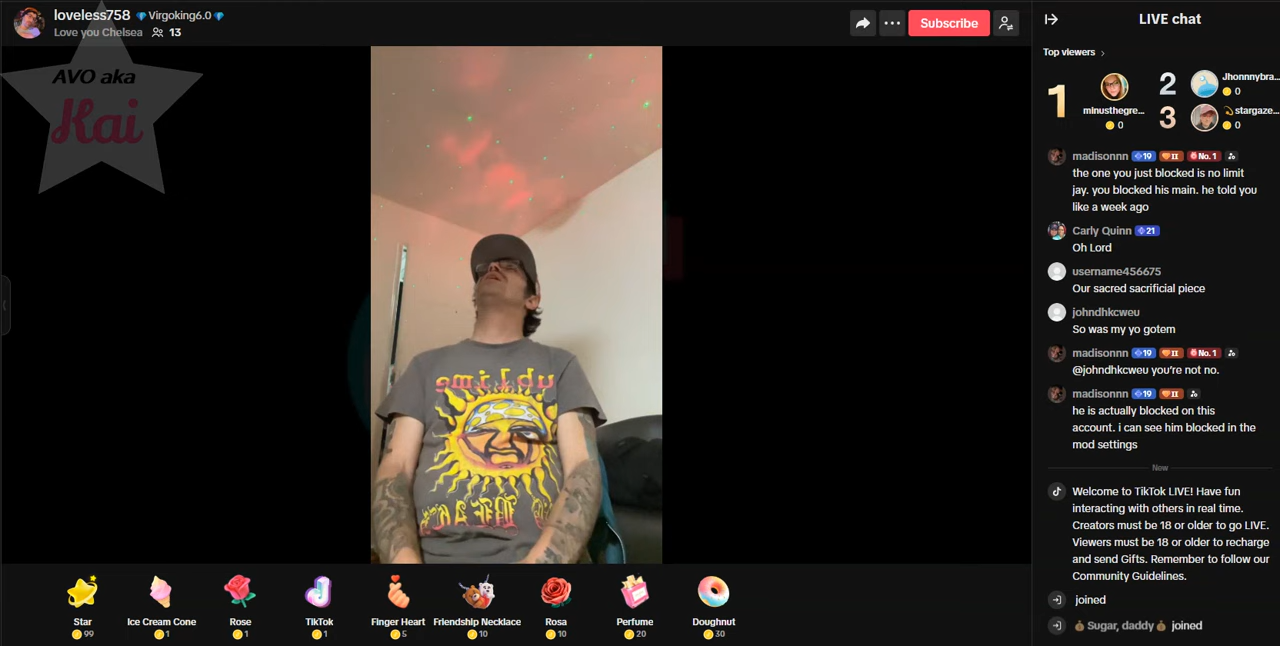 loveless758 💎Virgoking6.0💎
Love you Chelsea 13
Subscribe
AVO aka
Kai
ubl i me
LIVE chat
Top viewers
1 minusthegre... 0
2 Jhonnnybra... 0
3 💫stargaze... 0
madisonnn 19 II No. 1
the one you just blocked is no limit
jay. you blocked his main. he told you
like a week ago
Carly Quinn 21
Oh Lord
username456675
Our sacred sacrificial piece
johndhkcweu
So was my yo gotem
madisonnn 19 II No. 1
@johndhkcweu you're not no.
madisonnn 19 II
he is actually blocked on this
account. i can see him blocked in the
mod settings
New
Welcome to TikTok LIVE! Have fun
interacting with others in real time.
Creators must be 18 or older to go LIVE.
Viewers must be 18 or older to recharge
and send Gifts. Remember to follow our
Community Guidelines.
joined
💰Sugar, daddy💰 joined
Star Ice Cream Cone Rose TikTok Finger Heart Friendship Necklace Rosa Perfume Doughnut
99 1 1 1 5 10 10 20 30